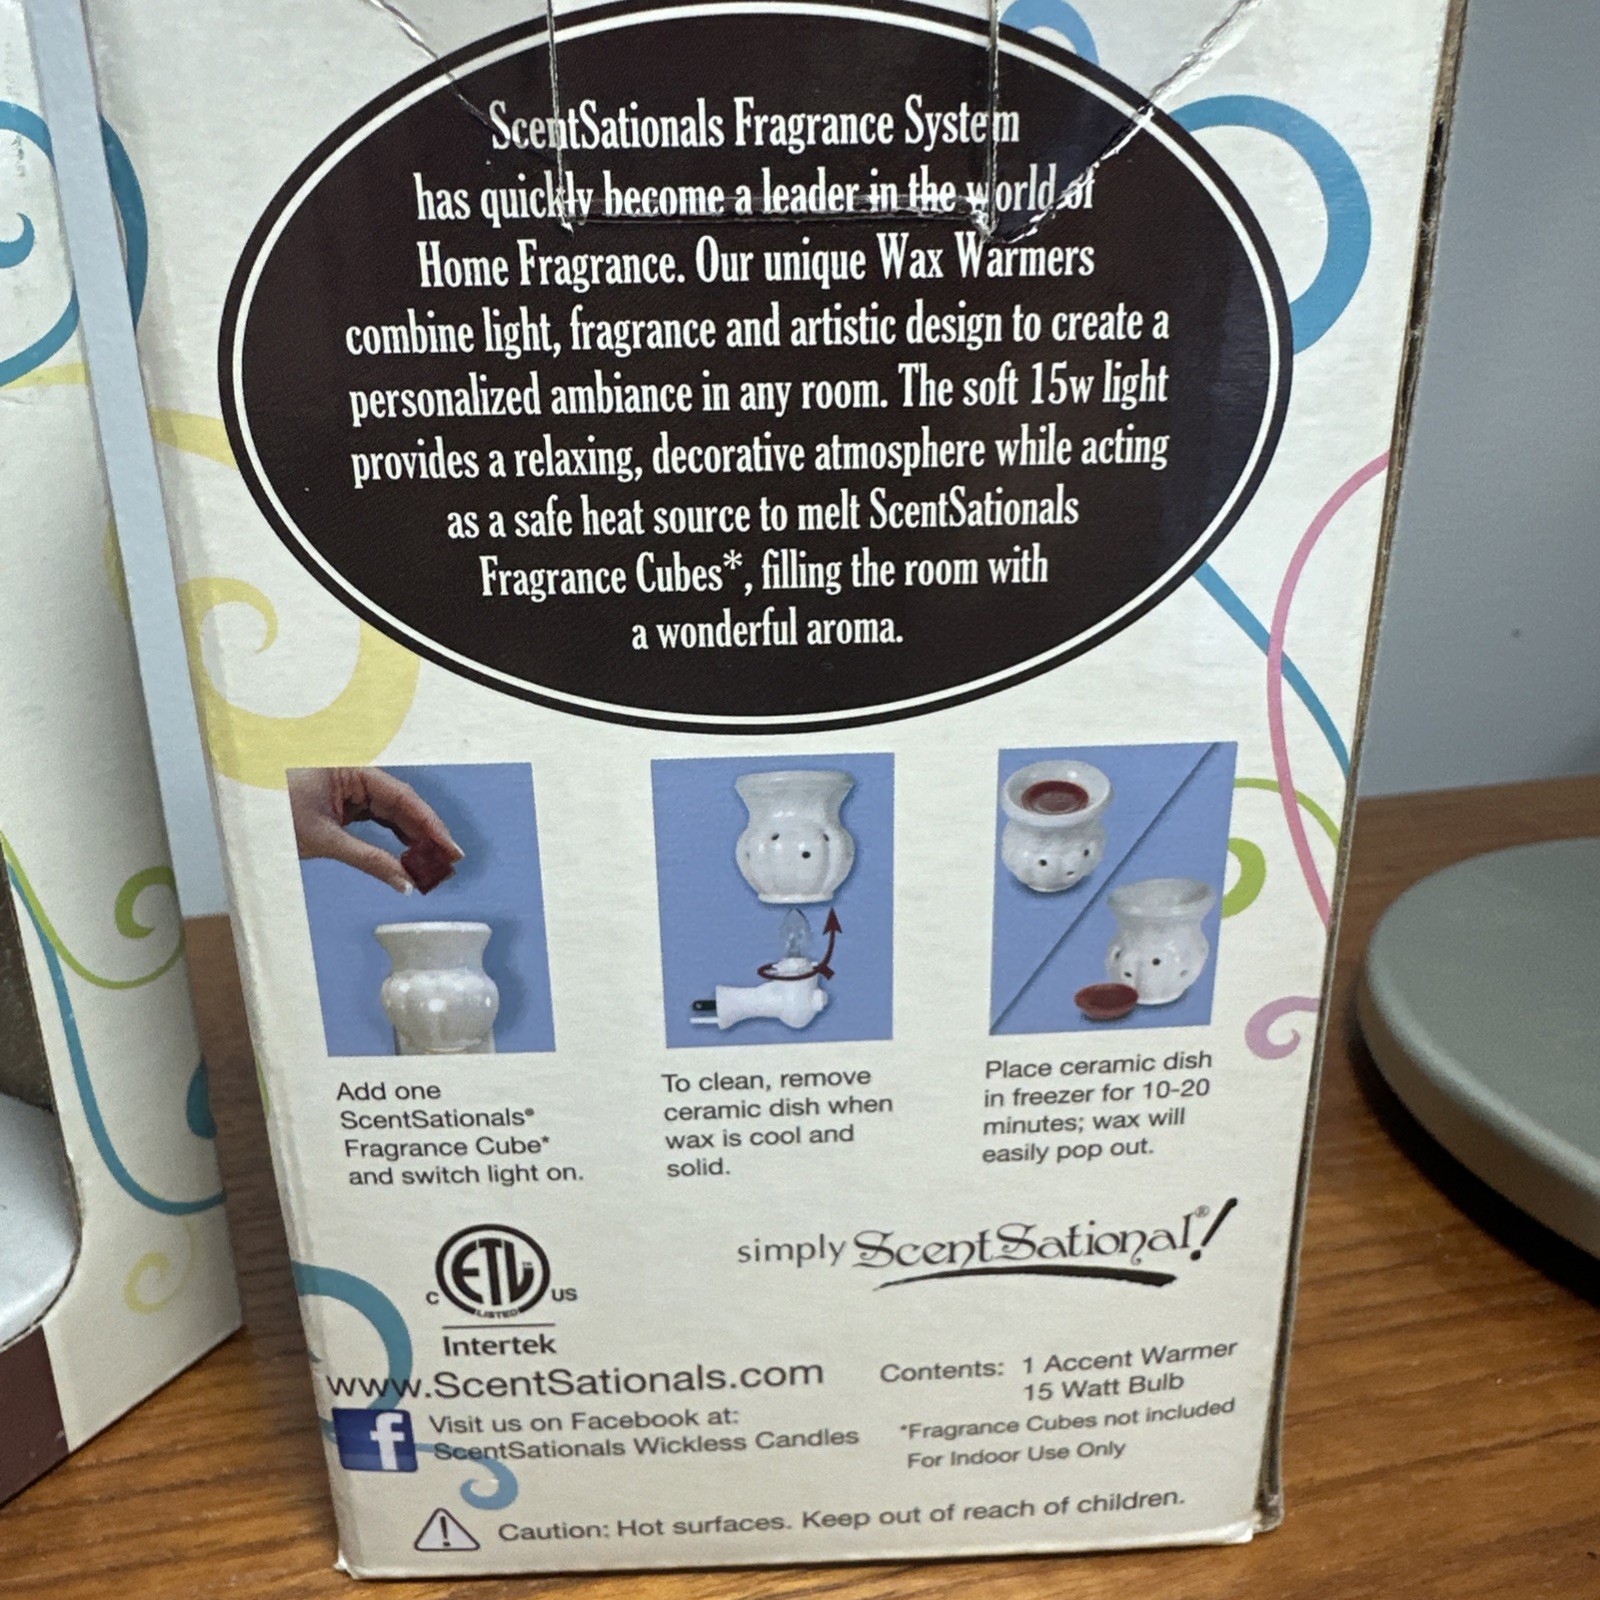 ScentSationals Fragrance System
has quickly become a leader in the world of
Home Fragrance. Our unique Wax Warmers
combine light, fragrance and artistic design to create a
personalized ambiance in any room. The soft 15w light
provides a relaxing, decorative atmosphere while acting
as a safe heat source to melt ScentSationals
Fragrance Cubes*, filling the room with
a wonderful aroma.
Add one
ScentSationals®
Fragrance Cube*
and switch light on.
To clean, remove
ceramic dish when
wax is cool and
solid.
Place ceramic dish
in freezer for 10-20
minutes; wax will
easily pop out.
ETL
C US
LISTED
Intertek
simply ScentSational!®
www.ScentSationals.com
f
Visit us on Facebook at:
ScentSationals Wickless Candles
Contents: 1 Accent Warmer
15 Watt Bulb
*Fragrance Cubes not included
For Indoor Use Only
! Caution: Hot surfaces. Keep out of reach of children.